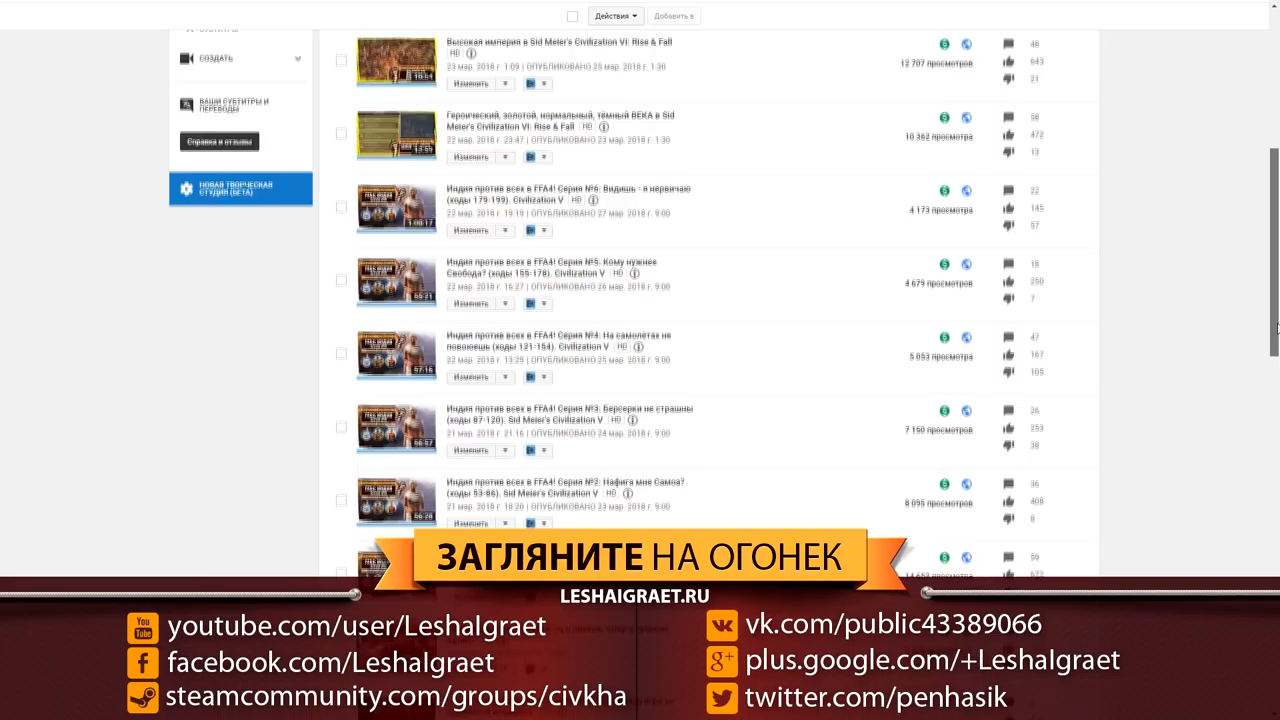 Действия
Добавить в
СОЗДАТЬ
ВАШИ СУБТИТРЫ И
ПЕРЕВОДЫ
Справка и отзывы
НОВАЯ ТВОРЧЕСКАЯ
СТУДИЯ (БЕТА)
Высокая империя в Sid Meier's Civilization VI: Rise & Fall
HD
23 мар. 2018 г. 1:09 | ОПУБЛИКОВАНО 25 мар. 2018 г. 1:30
Изменить
12 707 просмотров
48
643
21
Героический, золотой, нормальный, тёмный ВЕКА в Sid
Meier's Civilization VI: Rise & Fall HD
22 мар. 2018 г. 23:47 | ОПУБЛИКОВАНО 23 мар. 2018 г. 1:30
Изменить
10 362 просмотра
58
472
13
Индия против всех в FFA4! Серия №6: Видишь - я нервничаю
(ходы 179-199). Civilization V HD
22 мар. 2018 г. 19:19 | ОПУБЛИКОВАНО 27 мар. 2018 г. 9:00
Изменить
1:00:17
4 173 просмотра
22
145
57
Индия против всех в FFA4! Серия №5: Кому нужнее
Свобода? (ходы 155-178). Civilization V HD
22 мар. 2018 г. 16:27 | ОПУБЛИКОВАНО 26 мар. 2018 г. 9:00
Изменить
4 679 просмотров
18
250
7
Индия против всех в FFA4! Серия №4: На самолётах не
повоюешь (ходы 121-154). Civilization V HD
22 мар. 2018 г. 13:29 | ОПУБЛИКОВАНО 25 мар. 2018 г. 9:00
Изменить
57:16
5 053 просмотра
47
167
105
Индия против всех в FFA4! Серия №3: Берсерки не страшны
(ходы 87-120). Sid Meier's Civilization V HD
21 мар. 2018 г. 21:16 | ОПУБЛИКОВАНО 24 мар. 2018 г. 9:00
Изменить
56:57
7 150 просмотров
26
253
38
Индия против всех в FFA4! Серия №2: Нафига мне Самоа?
(ходы 53-86). Sid Meier's Civilization V HD
21 мар. 2018 г. 18:20 | ОПУБЛИКОВАНО 23 мар. 2018 г. 9:00
Изменить
56:28
8 095 просмотров
36
408
8
59
ЗАГЛЯНИТЕ НА ОГОНЕК
LESHAIGRAET.RU
You Tube youtube.com/user/LeshaIgraet
facebook.com/LeshaIgraet
steamcommunity.com/groups/civkha
vk.com/public43389066
g+ plus.google.com/+LeshaIgraet
twitter.com/penhasik